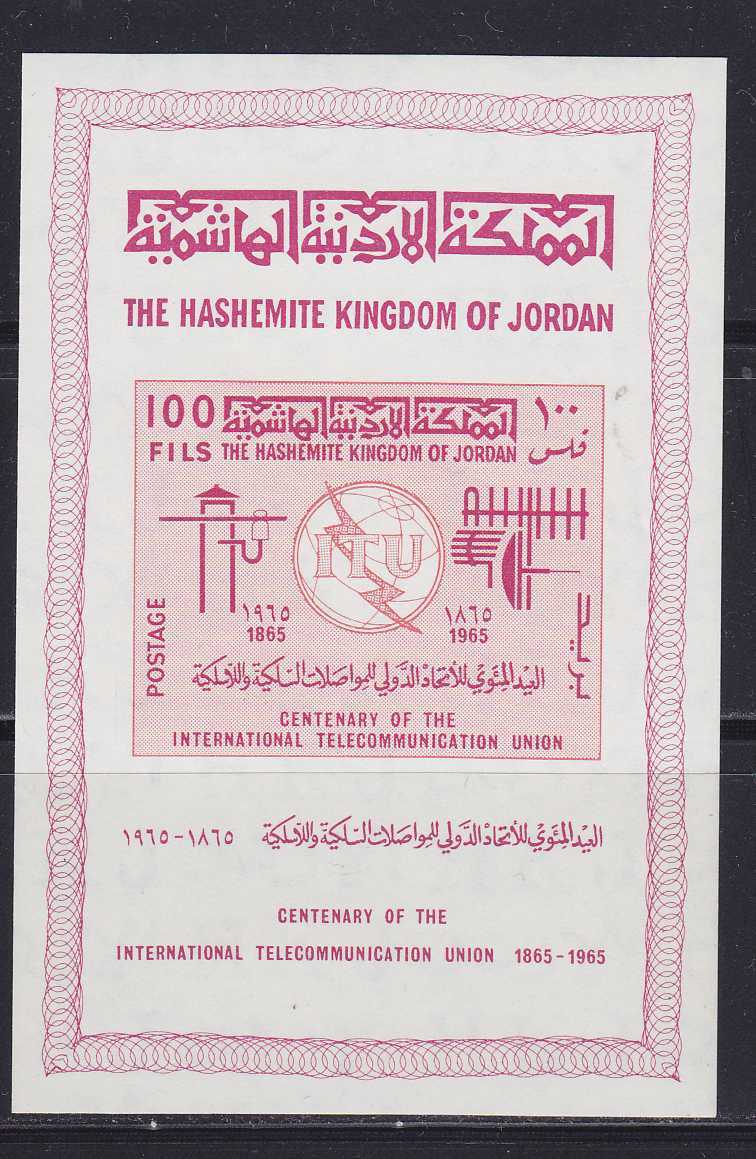 المملكة الاردنية الهاشمية
THE HASHEMITE KINGDOM OF JORDAN
100 المملكة الاردنية الهاشمية ١٠٠
FILS THE HASHEMITE KINGDOM OF JORDAN فلس
ITU
١٩٦٥ ١٨٦٥
1865 1965
POSTAGE
بريد
العيد المئوي للأتحاد الدولي للمواصلات السلكية واللاسلكية
CENTENARY OF THE
INTERNATIONAL TELECOMMUNICATION UNION
العيد المئوي للأتحاد الدولي للمواصلات السلكية واللاسلكية ١٨٦٥-١٩٦٥
CENTENARY OF THE
INTERNATIONAL TELECOMMUNICATION UNION 1865-1965